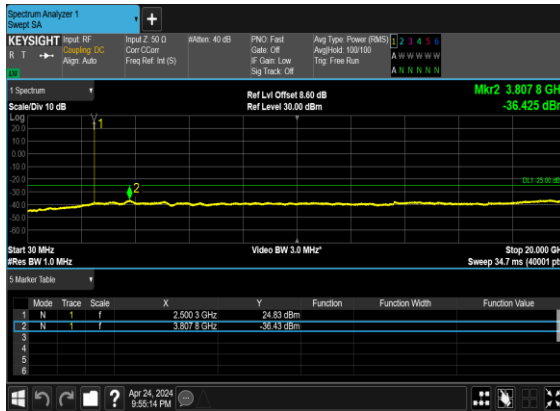 Spectrum Analyzer 1
Swept SA
KEYSIGHT
R T
Input: RF
Coupling: DC
Align: Auto
Input Z: 50 Ω
Corr CCorr
Freq Ref: Int (S)
#Atten: 40 dB
PNO: Fast
Gate: Off
IF Gain: Low
Sig Track: Off
Avg Type: Power (RMS)
Avg|Hold: 100/100
Trig: Free Run
1 2 3 4 5 6
A W W W W W
A N N N N N
1 Spectrum
Scale/Div 10 dB
Ref Lvl Offset 8.60 dB
Ref Level 30.00 dBm
Mkr2 3.807 8 GH
-36.425 dBr
Log
20.0
10.0
0.00
-10.0
-20.0
-30.0
-40.0
-50.0
-60.0
1
2
DL1 -25.00 dB
Start 30 MHz
#Res BW 1.0 MHz
Video BW 3.0 MHz*
Stop 20.000 GH
Sweep 34.7 ms (40001 pts
5 Marker Table
Mode Trace Scale X Y Function Function Width Function Value
1 N 1 f 2.500 3 GHz 24.83 dBm
2 N 1 f 3.807 8 GHz -36.43 dBm
3
4
5
6
?
Apr 24, 2024
9:55:14 PM